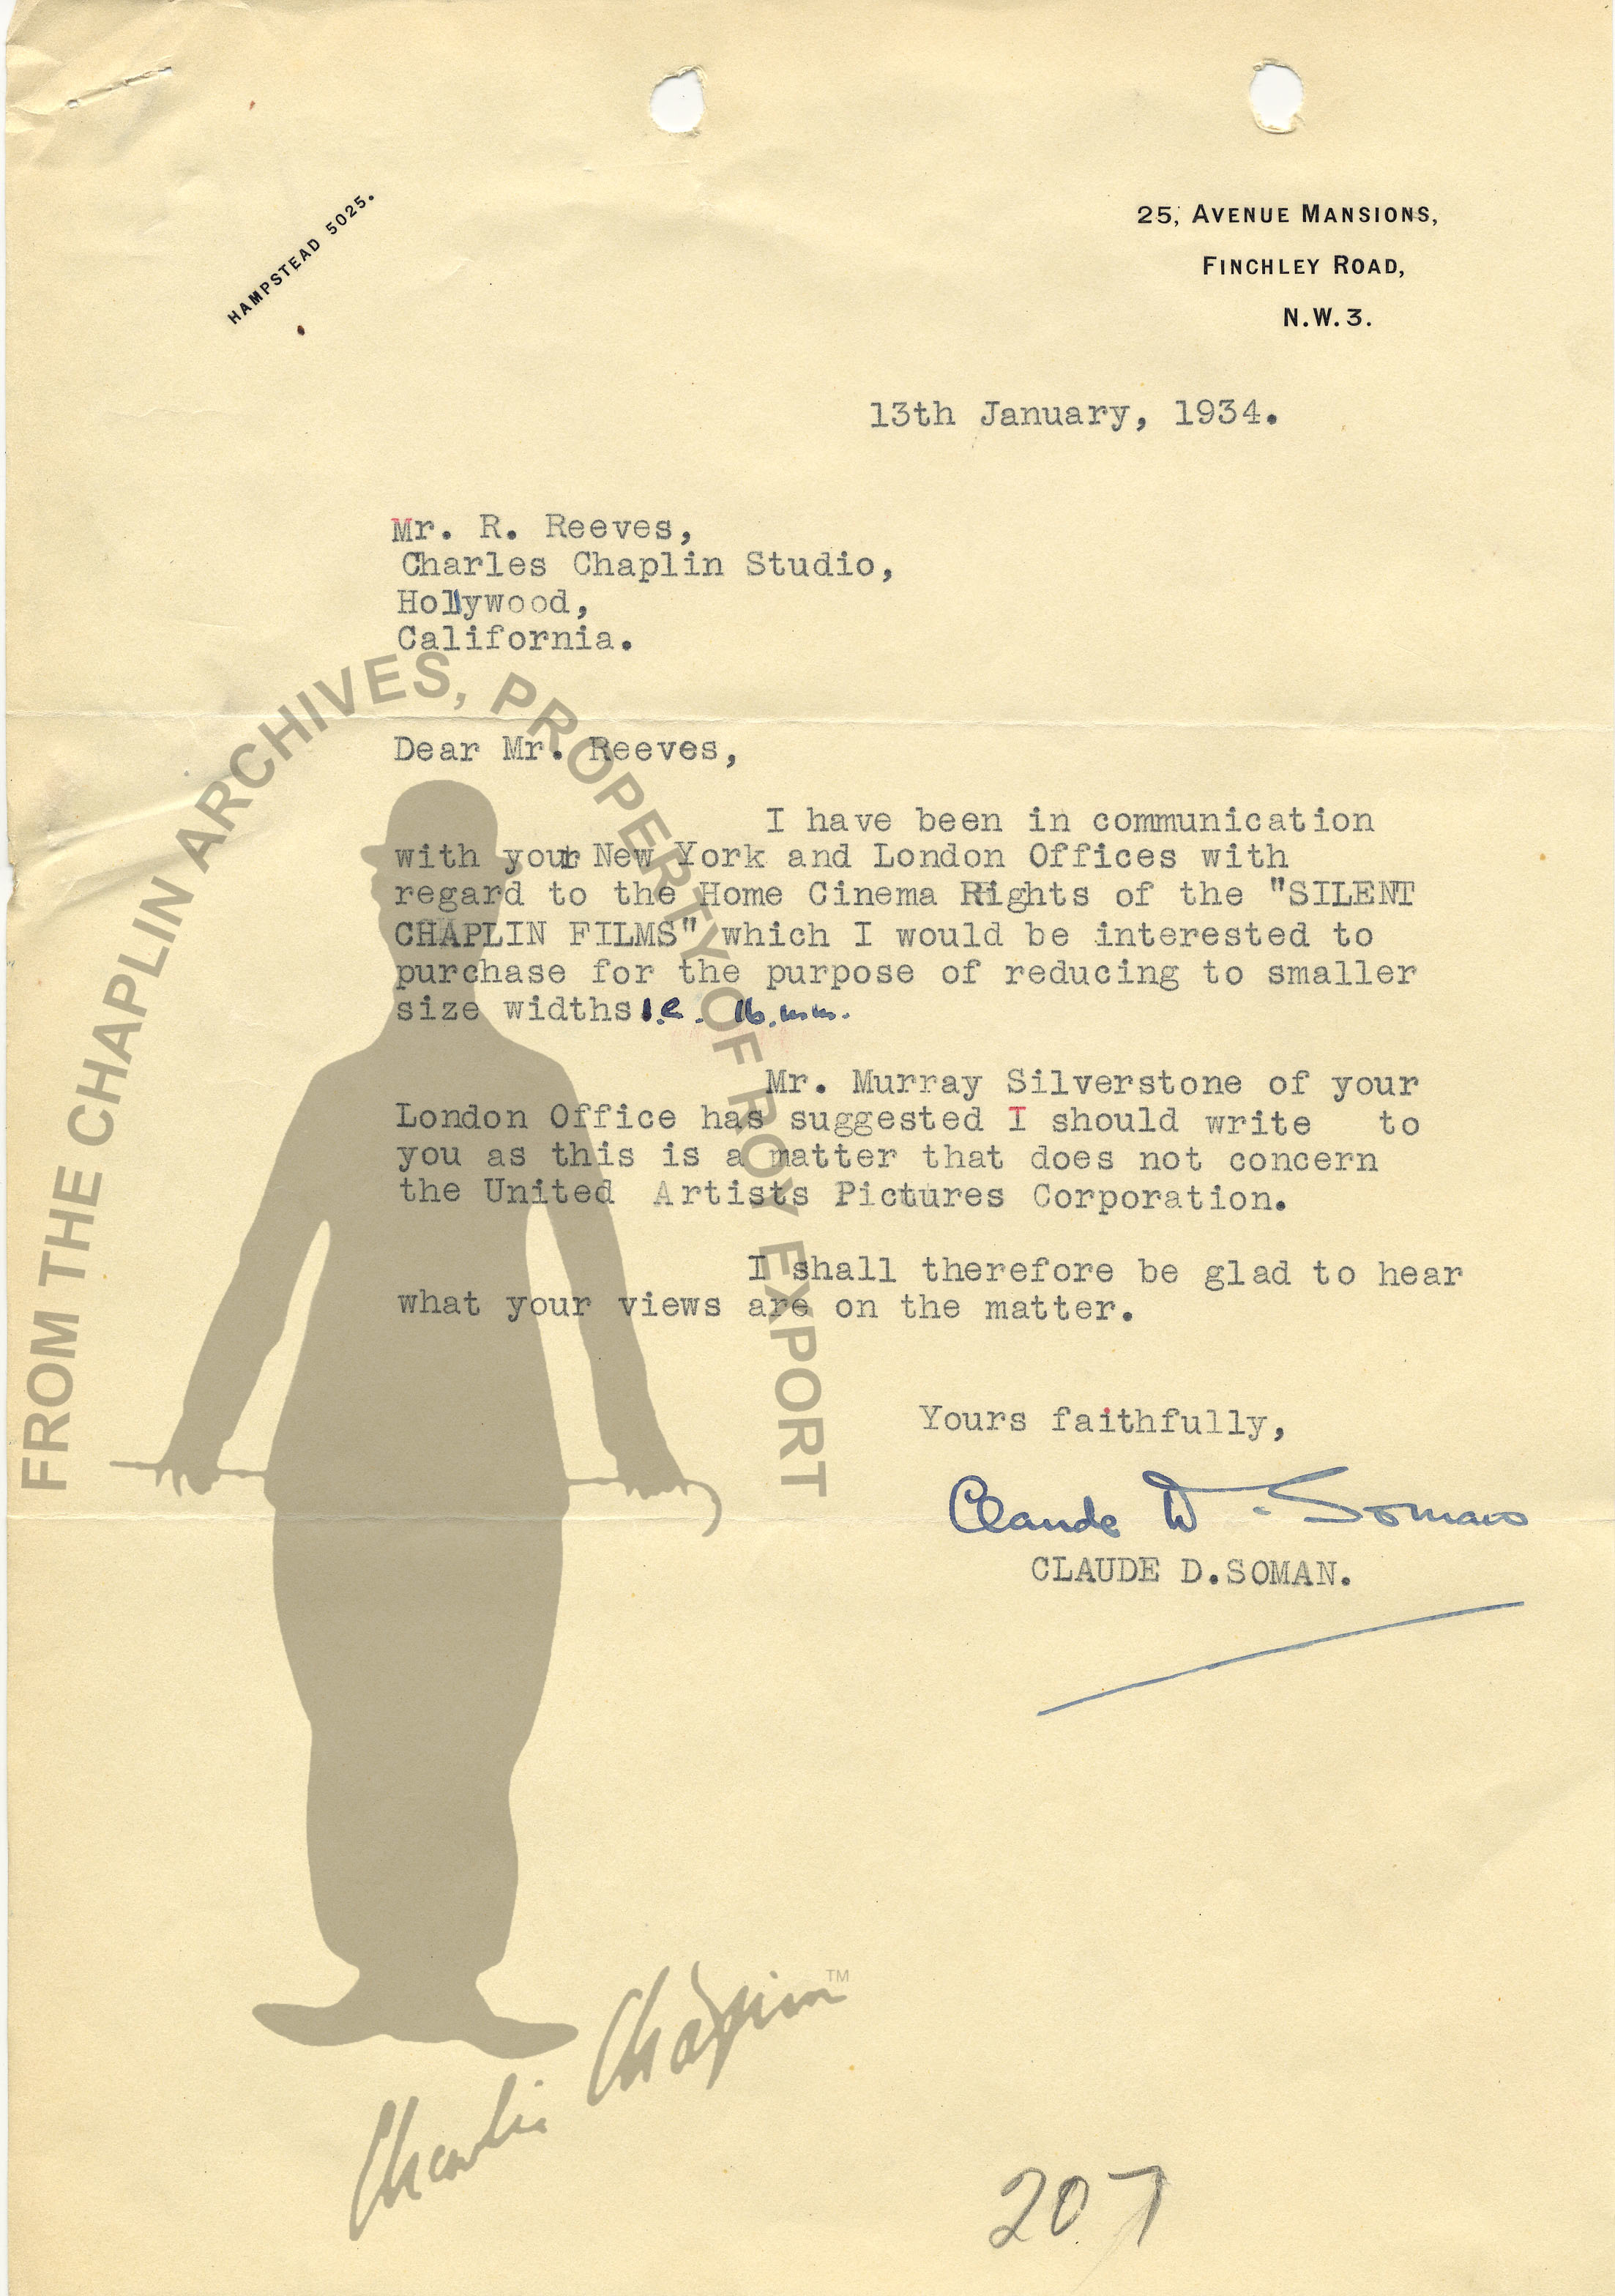 HAMPSTEAD 5025.
25, AVENUE MANSIONS,
FINCHLEY ROAD,
N.W.3.
13th January, 1934.
Mr. R. Reeves,
Charles Chaplin Studio,
Hollywood,
California.
Dear Mr. Reeves,
I have been in communication
with your New York and London Offices with
regard to the Home Cinema Rights of the "SILENT
CHAPLIN FILMS" which I would be interested to
purchase for the purpose of reducing to smaller
size widths i.e. 16.mm.
Mr. Murray Silverstone of your
London Office has suggested I should write to
you as this is a matter that does not concern
the United Artists Pictures Corporation.
I shall therefore be glad to hear
what your views are on the matter.
Yours faithfully,
Claude D. Soman
CLAUDE D.SOMAN.
207
FROM THE CHAPLIN ARCHIVES, PROPERTY OF ROY EXPORT
Charlie Chaplin TM